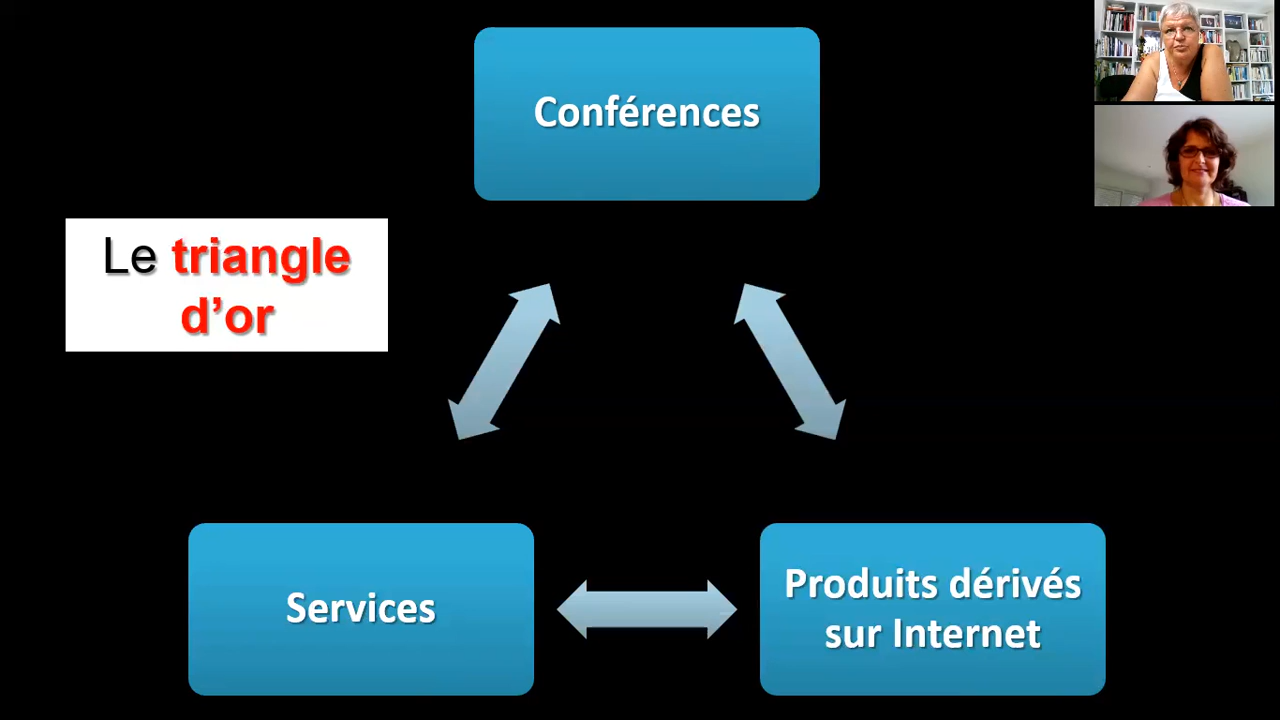 Conférences
Le triangle
d’or
Services
Produits dérivés
sur Internet